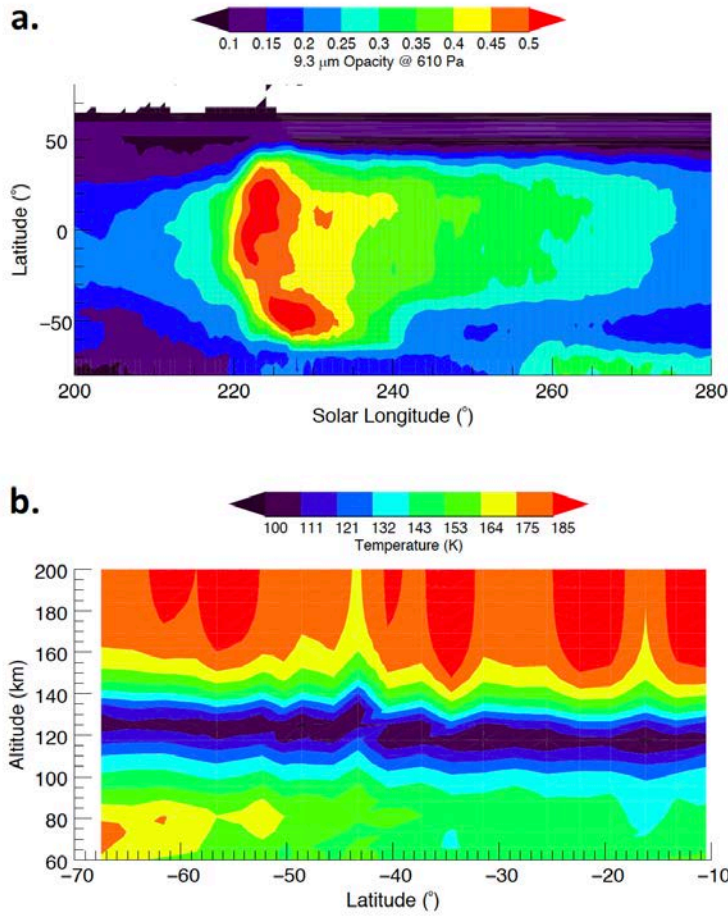 a.
0.1 0.15 0.2 0.25 0.3 0.35 0.4 0.45 0.5
9.3 μm Opacity @ 610 Pa
50
0
−50
Latitude (°)
200 220 240 260 280
Solar Longitude (°)
b.
100 111 121 132 143 153 164 175 185
Temperature (K)
200
180
160
140
120
100
80
60
Altitude (km)
−70 −60 −50 −40 −30 −20 −10
Latitude (°)